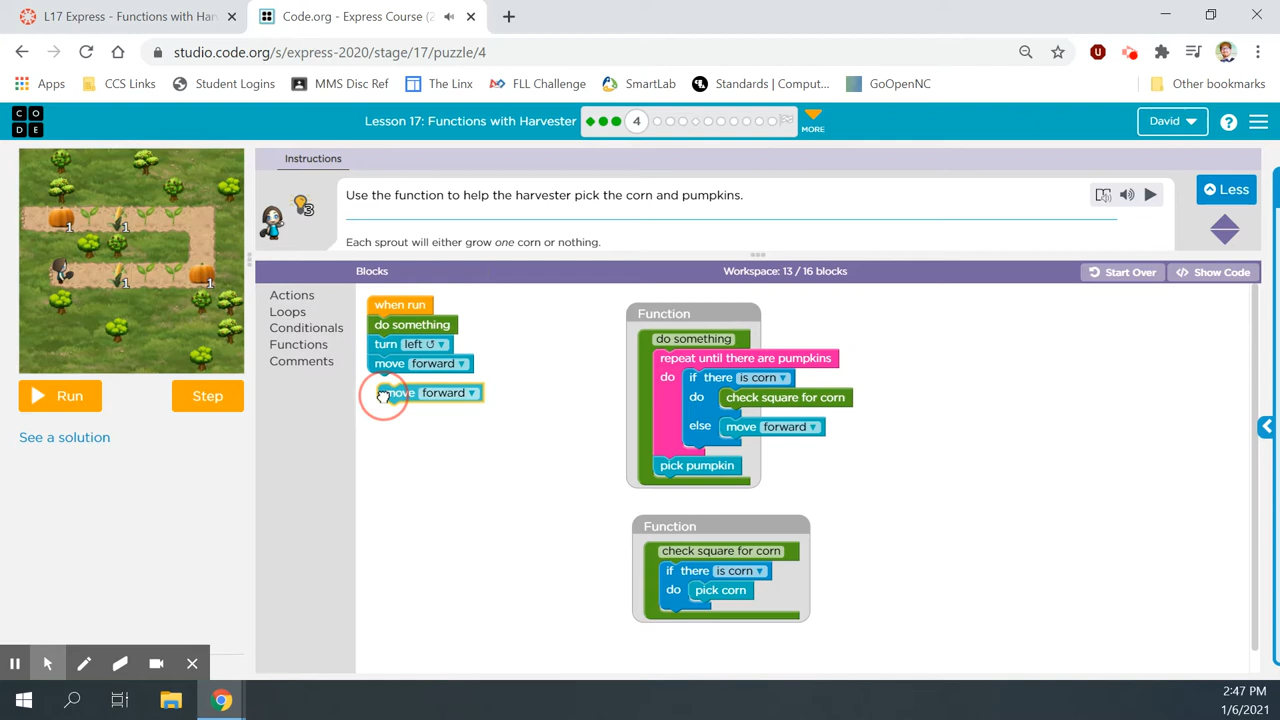 L17 Express - Functions with Har
Code.org - Express Course (2
studio.code.org/s/express-2020/stage/17/puzzle/4
Apps
CCS Links
Student Logins
MMS Disc Ref
The Linx
FLL Challenge
SmartLab
Standards | Comput...
GoOpenNC
Other bookmarks
C O
D E
Lesson 17: Functions with Harvester
4
MORE
David
?
Instructions
3
Use the function to help the harvester pick the corn and pumpkins.
Each sprout will either grow one corn or nothing.
Less
1
1
1
1
Blocks
Workspace: 13 / 16 blocks
Start Over
</> Show Code
Actions
Loops
Conditionals
Functions
Comments
when run
do something
turn left ↺
move forward
move forward
Function
do something
repeat until there are pumpkins
do if there is corn
do check square for corn
else move forward
pick pumpkin
Function
check square for corn
if there is corn
do pick corn
Run
Step
See a solution
2:47 PM
1/6/2021